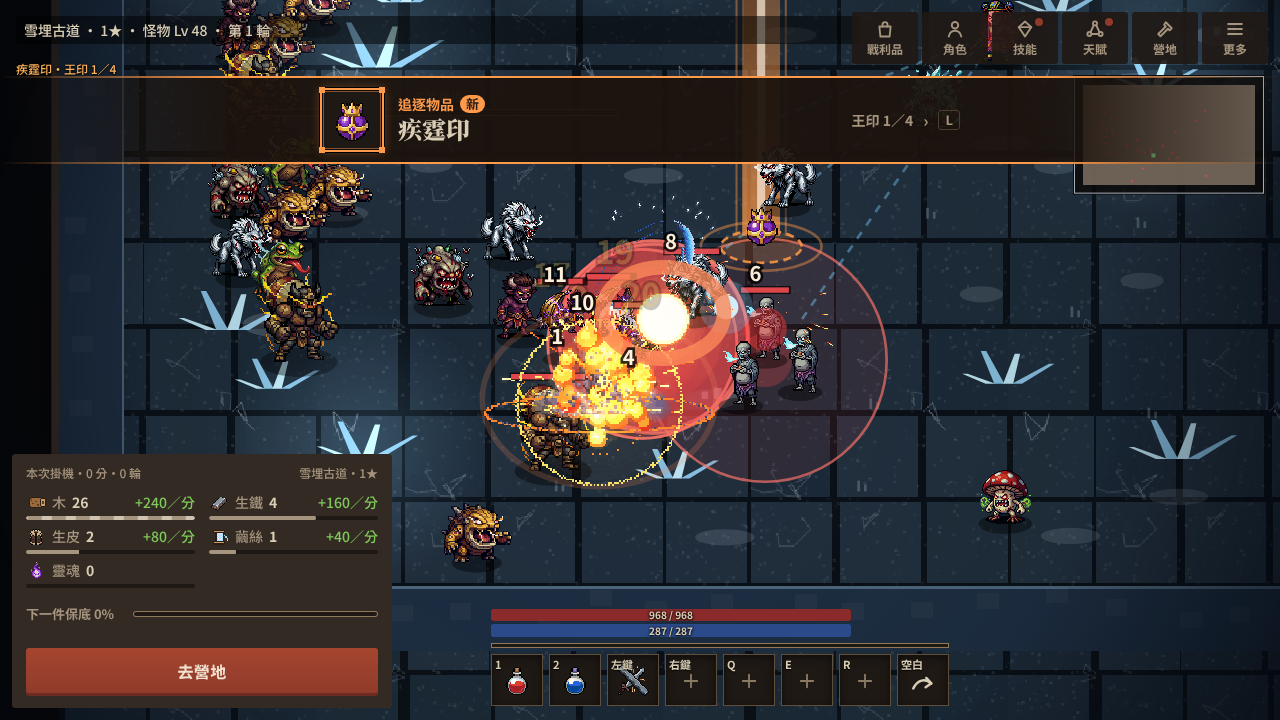 雪埋古道 · 1★ · 怪物 Lv 48 · 第 1 輪
戰利品
角色
技能
天賦
營地
更多
疾霆印·王印 1／4
追逐物品 新
疾霆印
王印 1／4 › L
19
8
11
6
20
10
1
4
本次掛機·0 分·0 輪
雪埋古道·1★
木 26 +240／分
生鐵 4 +160／分
生皮 2 +80／分
繭絲 1 +40／分
靈魂 0
下一件保底 0%
去營地
968 / 968
287 / 287
1
2
左鍵
右鍵
Q
E
R
空白